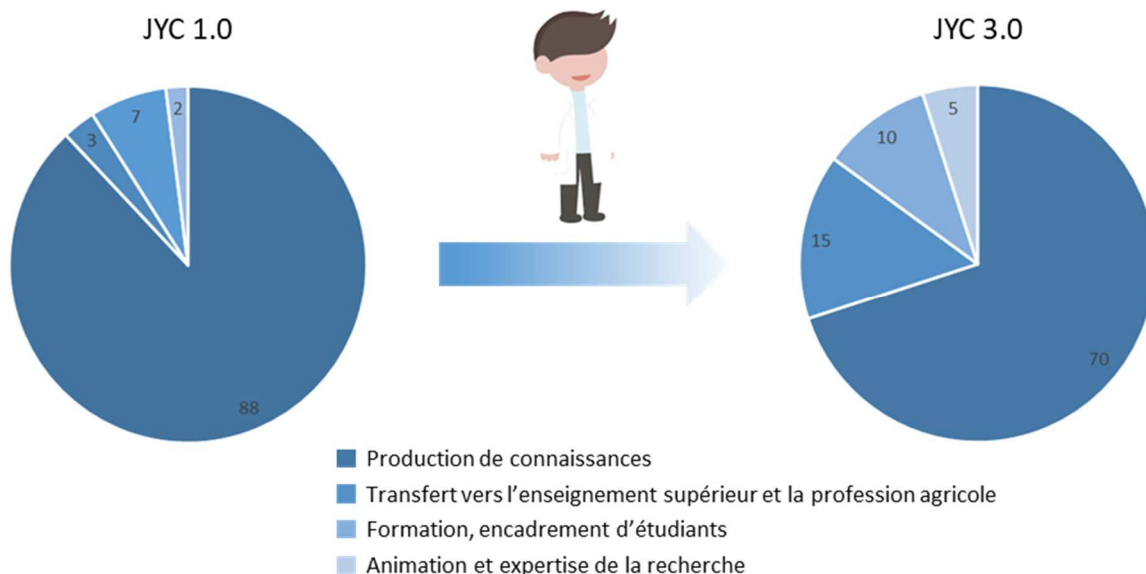 JYC 1.0
JYC 3.0
2
7
3
88
5
10
15
70
Production de connaissances
Transfert vers l'enseignement supérieur et la profession agricole
Formation, encadrement d'étudiants
Animation et expertise de la recherche